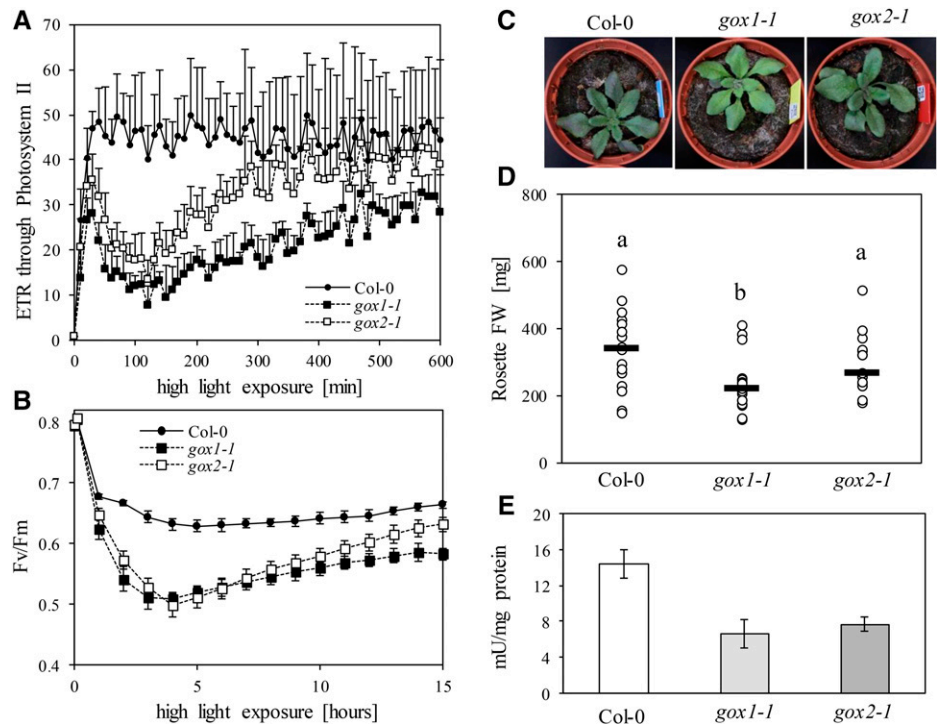 A
ETR through Photosystem II
70
60
50
40
30
20
10
0
Col-0
gox1-1
gox2-1
0 100 200 300 400 500 600
high light exposure [min]
B
Fv/Fm
0.8
0.7
0.6
0.5
0.4
Col-0
gox1-1
gox2-1
0 5 10 15
high light exposure [hours]
C
Col-0 gox1-1 gox2-1
D
Rosette FW [mg]
800
600
400
200
0
a b a
Col-0 gox1-1 gox2-1
E
mU/mg protein
20
16
12
8
4
0
Col-0 gox1-1 gox2-1